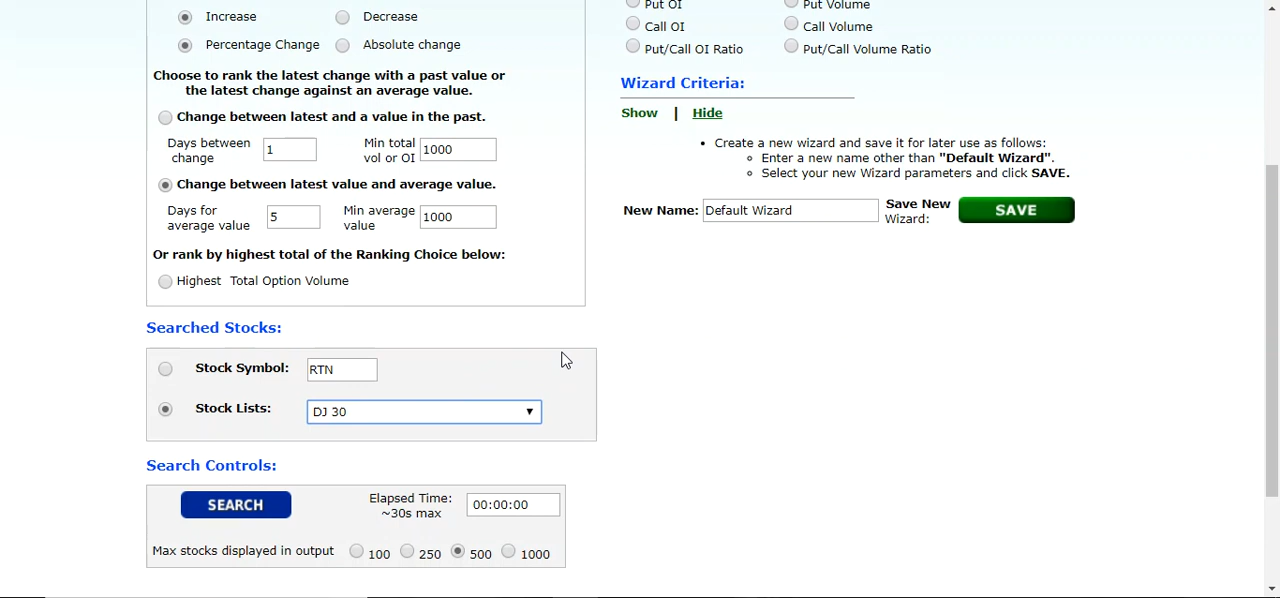 Increase
Decrease
Percentage Change
Absolute change
Choose to rank the latest change with a past value or
the latest change against an average value.
Change between latest and a value in the past.
Days between
change
1
Min total
vol or OI
1000
Change between latest value and average value.
Days for
average value
5
Min average
value
1000
Or rank by highest total of the Ranking Choice below:
Highest Total Option Volume
Searched Stocks:
Stock Symbol:
RTN
Stock Lists:
DJ 30
Search Controls:
SEARCH
Elapsed Time:
~30s max
00:00:00
Max stocks displayed in output
100
250
500
1000
Put OI
Put Volume
Call OI
Call Volume
Put/Call OI Ratio
Put/Call Volume Ratio
Wizard Criteria:
Show | Hide
• Create a new wizard and save it for later use as follows:
Enter a new name other than "Default Wizard".
Select your new Wizard parameters and click SAVE.
New Name:
Default Wizard
Save New
Wizard:
SAVE